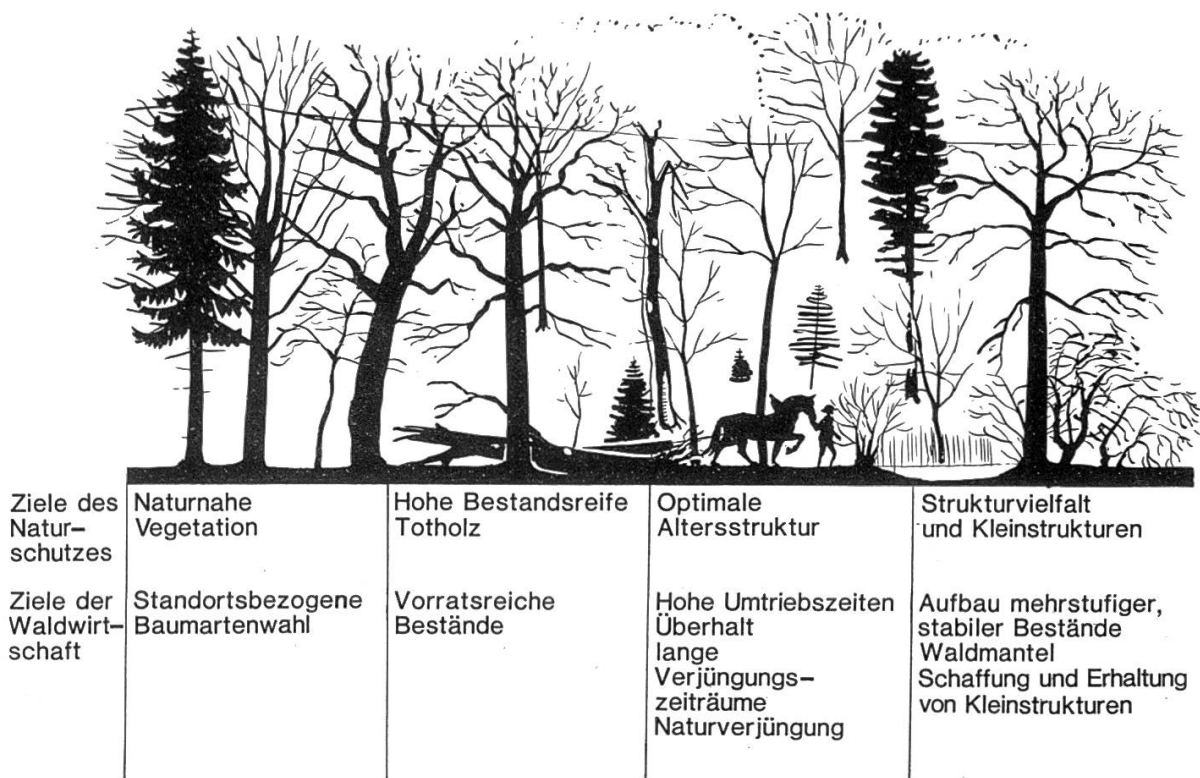 Ziele des
Natur-
schutzes
Naturnahe
Vegetation
Hohe Bestandsreife
Totholz
Optimale
Altersstruktur
Strukturvielfalt
und Kleinstrukturen
Ziele der
Waldwirt-
schaft
Standortsbezogene
Baumartenwahl
Vorratsreiche
Bestände
Hohe Umtriebszeiten
Überhalt
lange
Verjüngungs-
zeiträume
Naturverjüngung
Aufbau mehrstufiger,
stabiler Bestände
Waldmantel
Schaffung und Erhaltung
von Kleinstrukturen